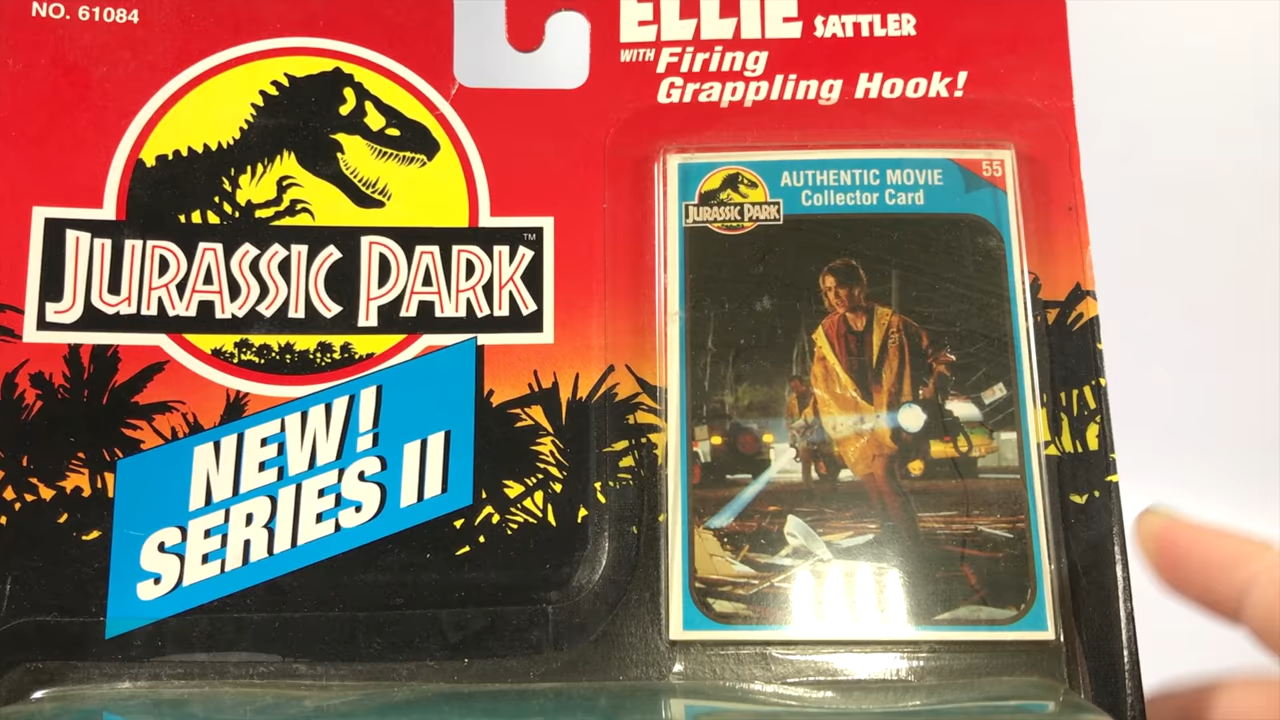 NO. 61084
ELLIE SATTLER
WITH Firing
Grappling Hook!
JURASSIC PARK™
NEW!
SERIES II
55
AUTHENTIC MOVIE
Collector Card
JURASSIC PARK